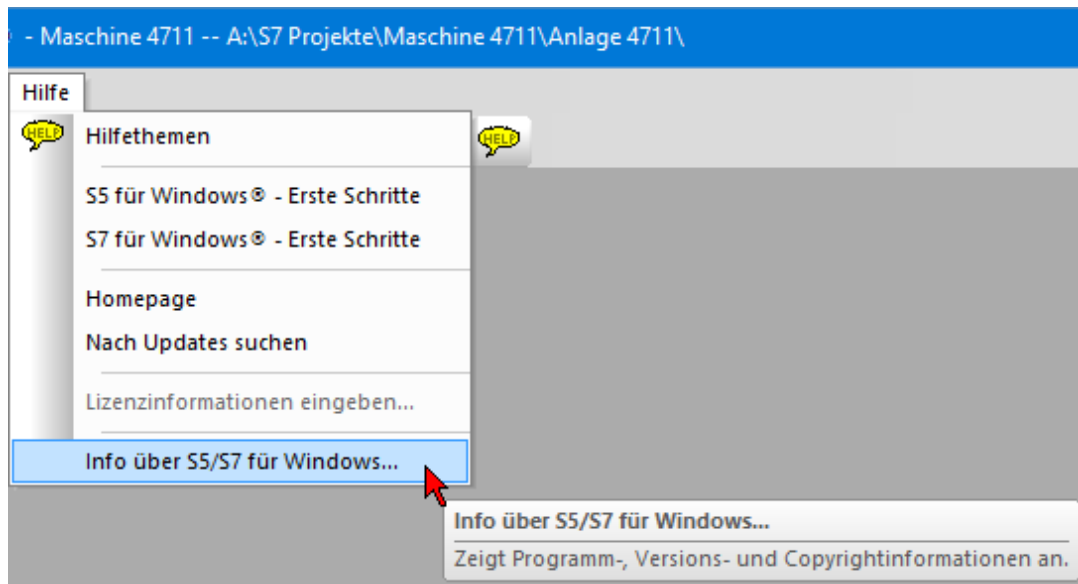 - Maschine 4711 -- A:\S7 Projekte\Maschine 4711\Anlage 4711\
Hilfe
HELP Hilfethemen HELP
S5 für Windows® - Erste Schritte
S7 für Windows® - Erste Schritte
Homepage
Nach Updates suchen
Lizenzinformationen eingeben...
Info über S5/S7 für Windows...
Info über S5/S7 für Windows...
Zeigt Programm-, Versions- und Copyrightinformationen an.